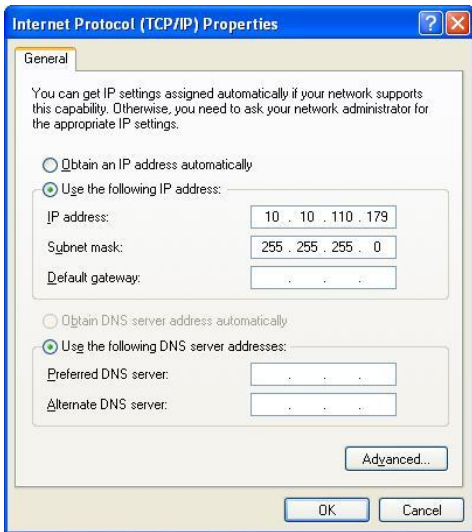 Internet Protocol (TCP/IP) Properties
General
You can get IP settings assigned automatically if your network supports
this capability. Otherwise, you need to ask your network administrator for
the appropriate IP settings.
Obtain an IP address automatically
Use the following IP address:
IP address: 10 . 10 . 110 . 179
Subnet mask: 255 . 255 . 255 . 0
Default gateway: . . .
Obtain DNS server address automatically
Use the following DNS server addresses:
Preferred DNS server: . . .
Alternate DNS server: . . .
Advanced...
OK Cancel